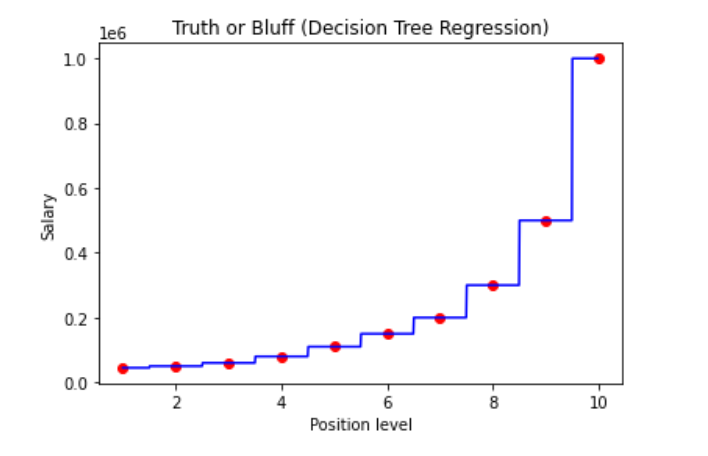 Truth or Bluff (Decision Tree Regression)
1e6
1.0
0.8
0.6
0.4
0.2
0.0
Salary
2 4 6 8 10
Position level